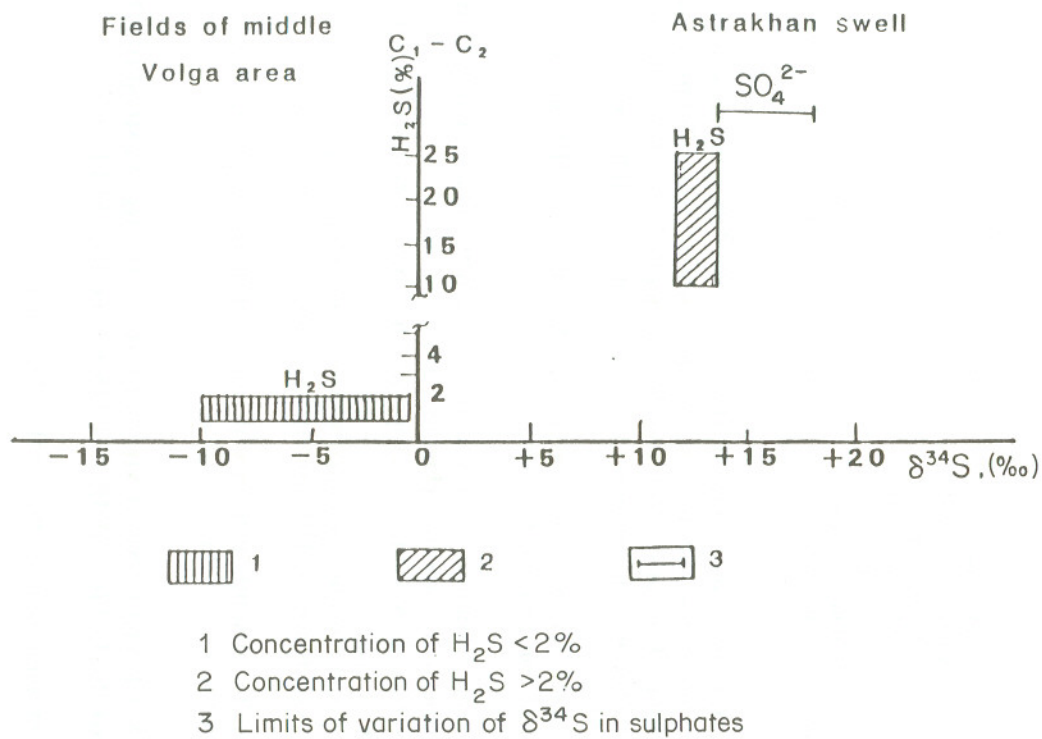 Fields of middle
Volga area
C₁ – C₂
Astrakhan swell
H₂S(%)
SO₄²⁻
H₂S
25
20
15
10
4
2
H₂S
−15 −10 −5 0 +5 +10 +15 +20 δ³⁴S,(‰)
1 2 3
1 Concentration of H₂S <2%
2 Concentration of H₂S >2%
3 Limits of variation of δ³⁴S in sulphates